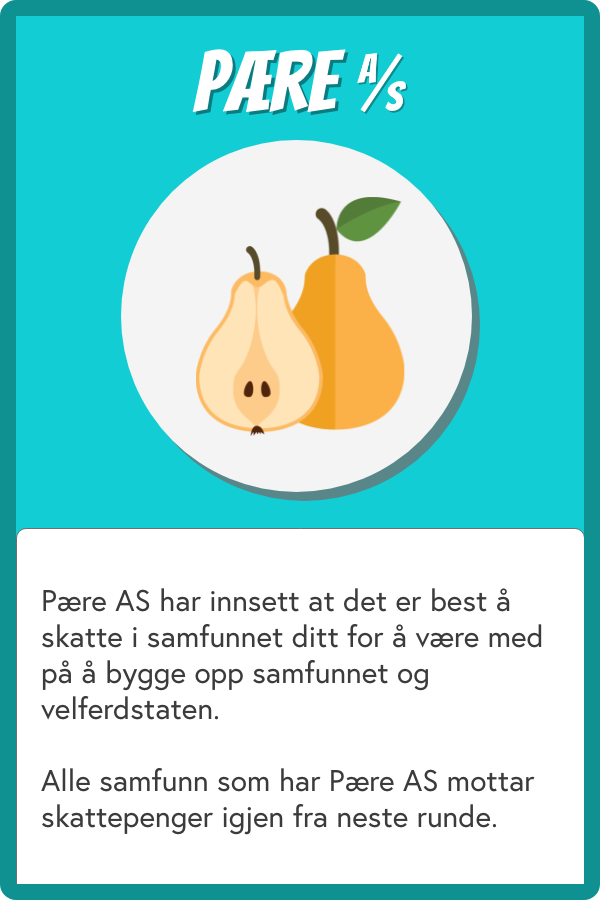 PÆRE A/S
Pære AS har innsett at det er best å
skatte i samfunnet ditt for å være med
på å bygge opp samfunnet og
velferdstaten.
Alle samfunn som har Pære AS mottar
skattepenger igjen fra neste runde.